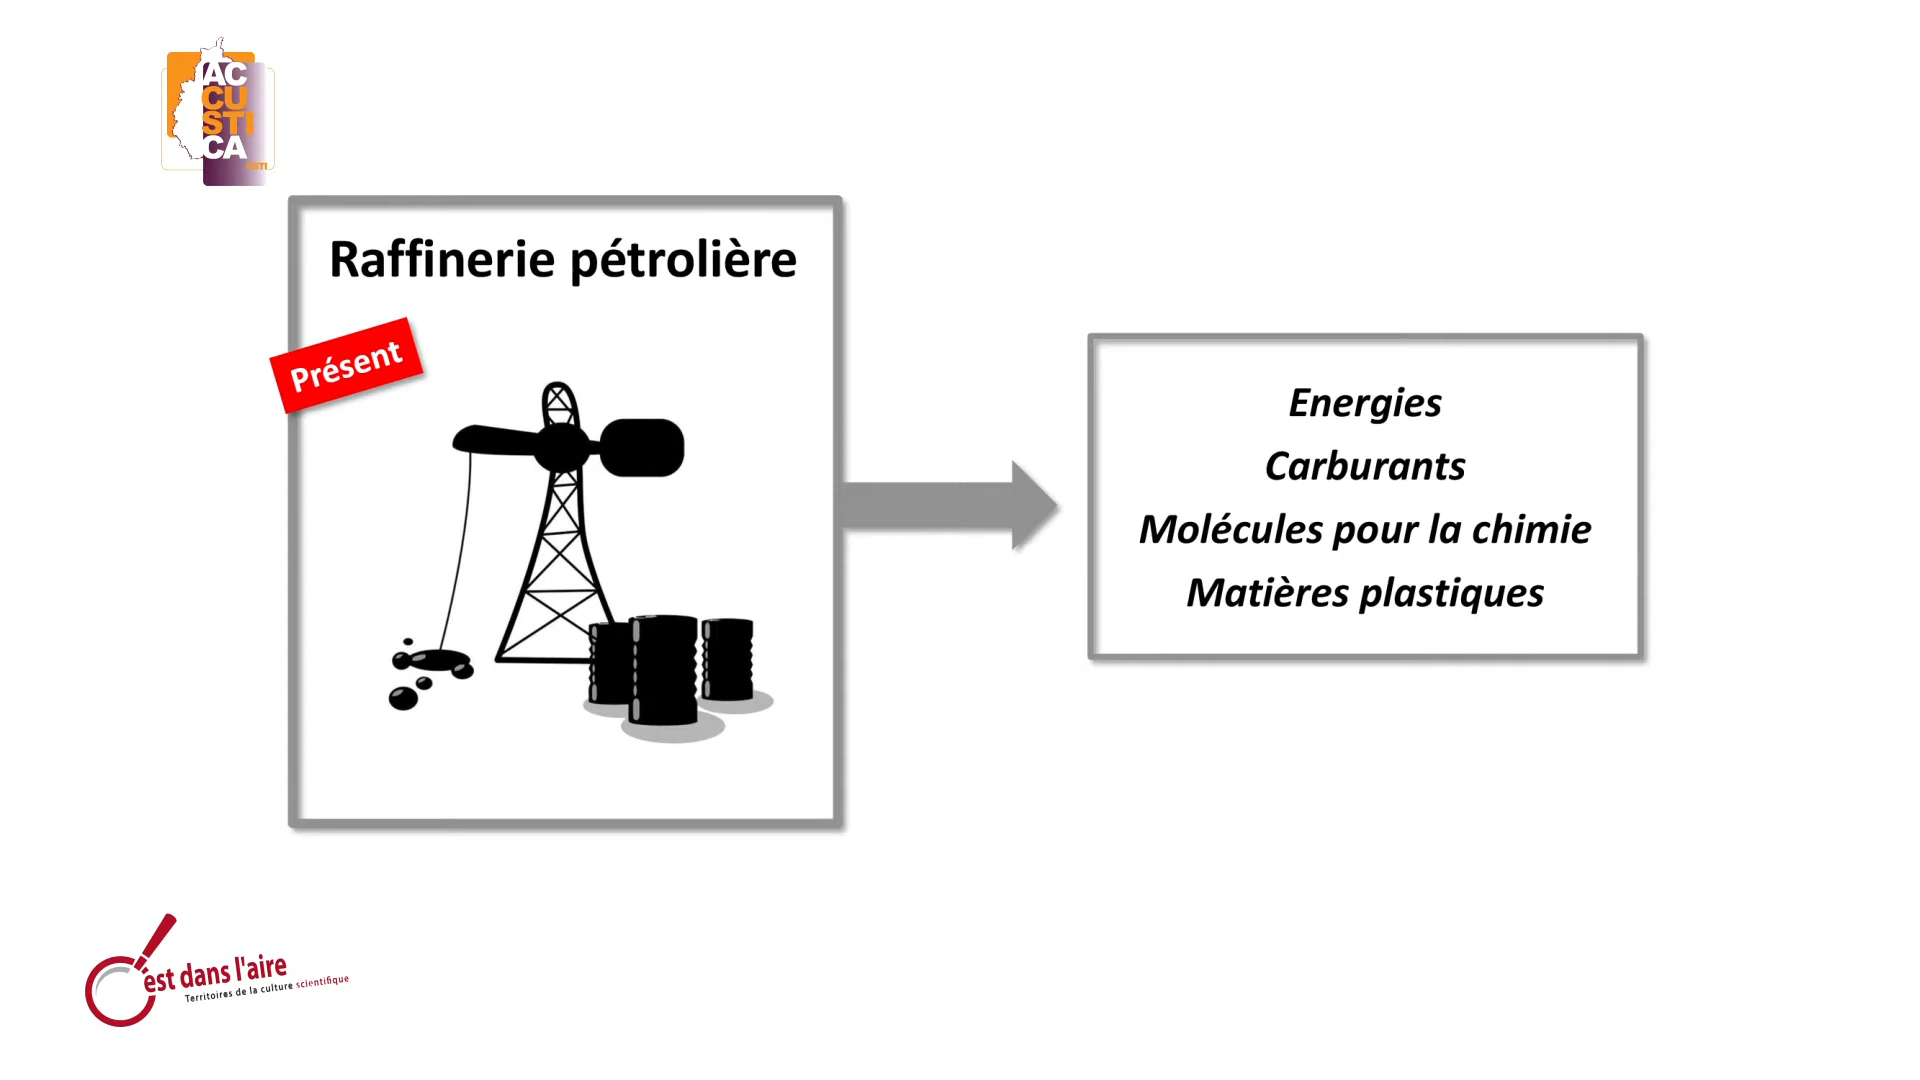 AC
CU
STI
CA
CSTI
Raffinerie pétrolière
Présent
Energies
Carburants
Molécules pour la chimie
Matières plastiques
est dans l'aire
Territoires de la culture scientifique